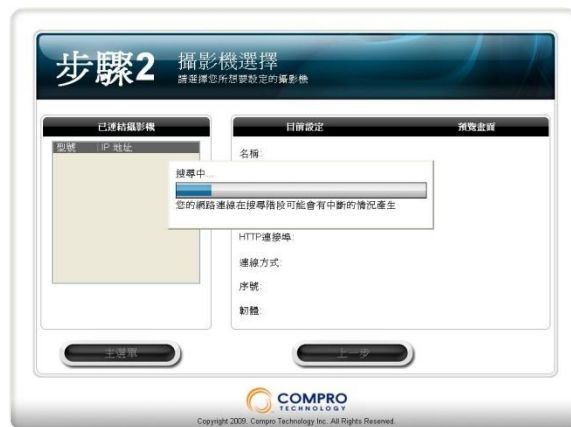 步驟2 攝影機選擇
請選擇您所想要設定的攝影機
已連結攝影機
目前設定
預覽畫面
型號 IP 地址
名稱:
搜尋中....
您的網路連線在搜尋階段可能會有中斷的情況產生
HTTP連接埠:
連線方式:
序號:
韌體:
主選單
上一步
COMPRO
TECHNOLOGY
Copyright 2009. Compro Technology Inc. All Rights Reserved.